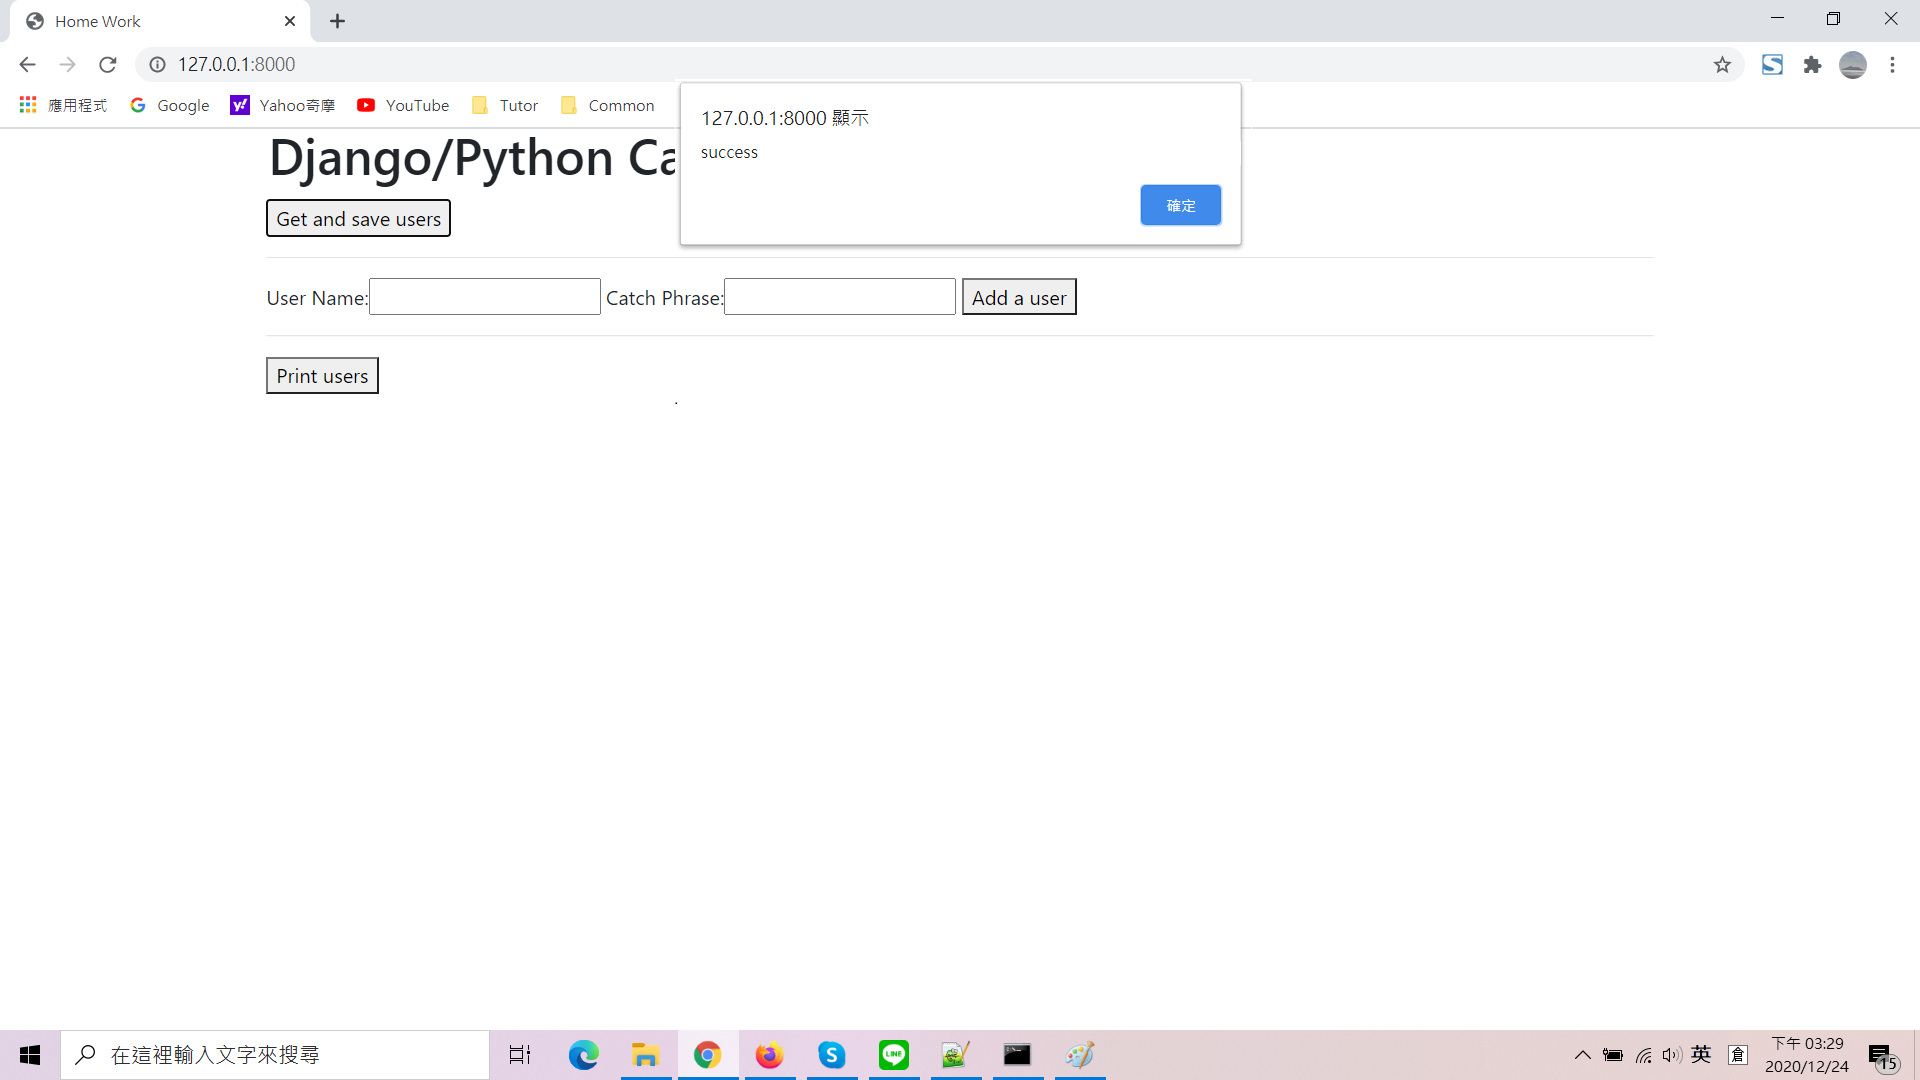 Home Work
127.0.0.1:8000
應用程式 Google Yahoo奇摩 YouTube Tutor Common
127.0.0.1:8000 顯示
success
確定
Django/Python
Get and save users
User Name: Catch Phrase: Add a user
Print users
在這裡輸入文字來搜尋
LINE
英 倉
下午 03:29
2020/12/24
15